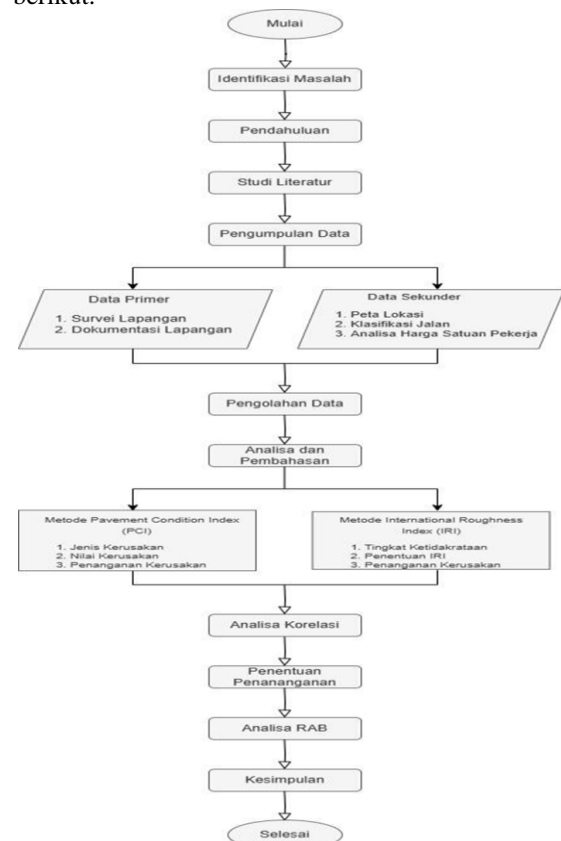 berikut:
Mulai
Identifikasi Masalah
Pendahuluan
Studi Literatur
Pengumpulan Data
Data Primer
1. Survei Lapangan
2. Dokumentasi Lapangan
Data Sekunder
1. Peta Lokasi
2. Klasifikasi Jalan
3. Analisa Harga Satuan Pekerja
Pengolahan Data
Analisa dan
Pembahasan
Metode Pavement Condition Index
(PCI)
1. Jenis Kerusakan
2. Nilai Kerusakan
3. Penanganan Kerusakan
Metode International Roughness
Index (IRI)
1. Tingkat Ketidakrataan
2. Penentuan IRI
3. Penanganan Kerusakan
Analisa Korelasi
Penentuan
Penananganan
Analisa RAB
Kesimpulan
Selesai